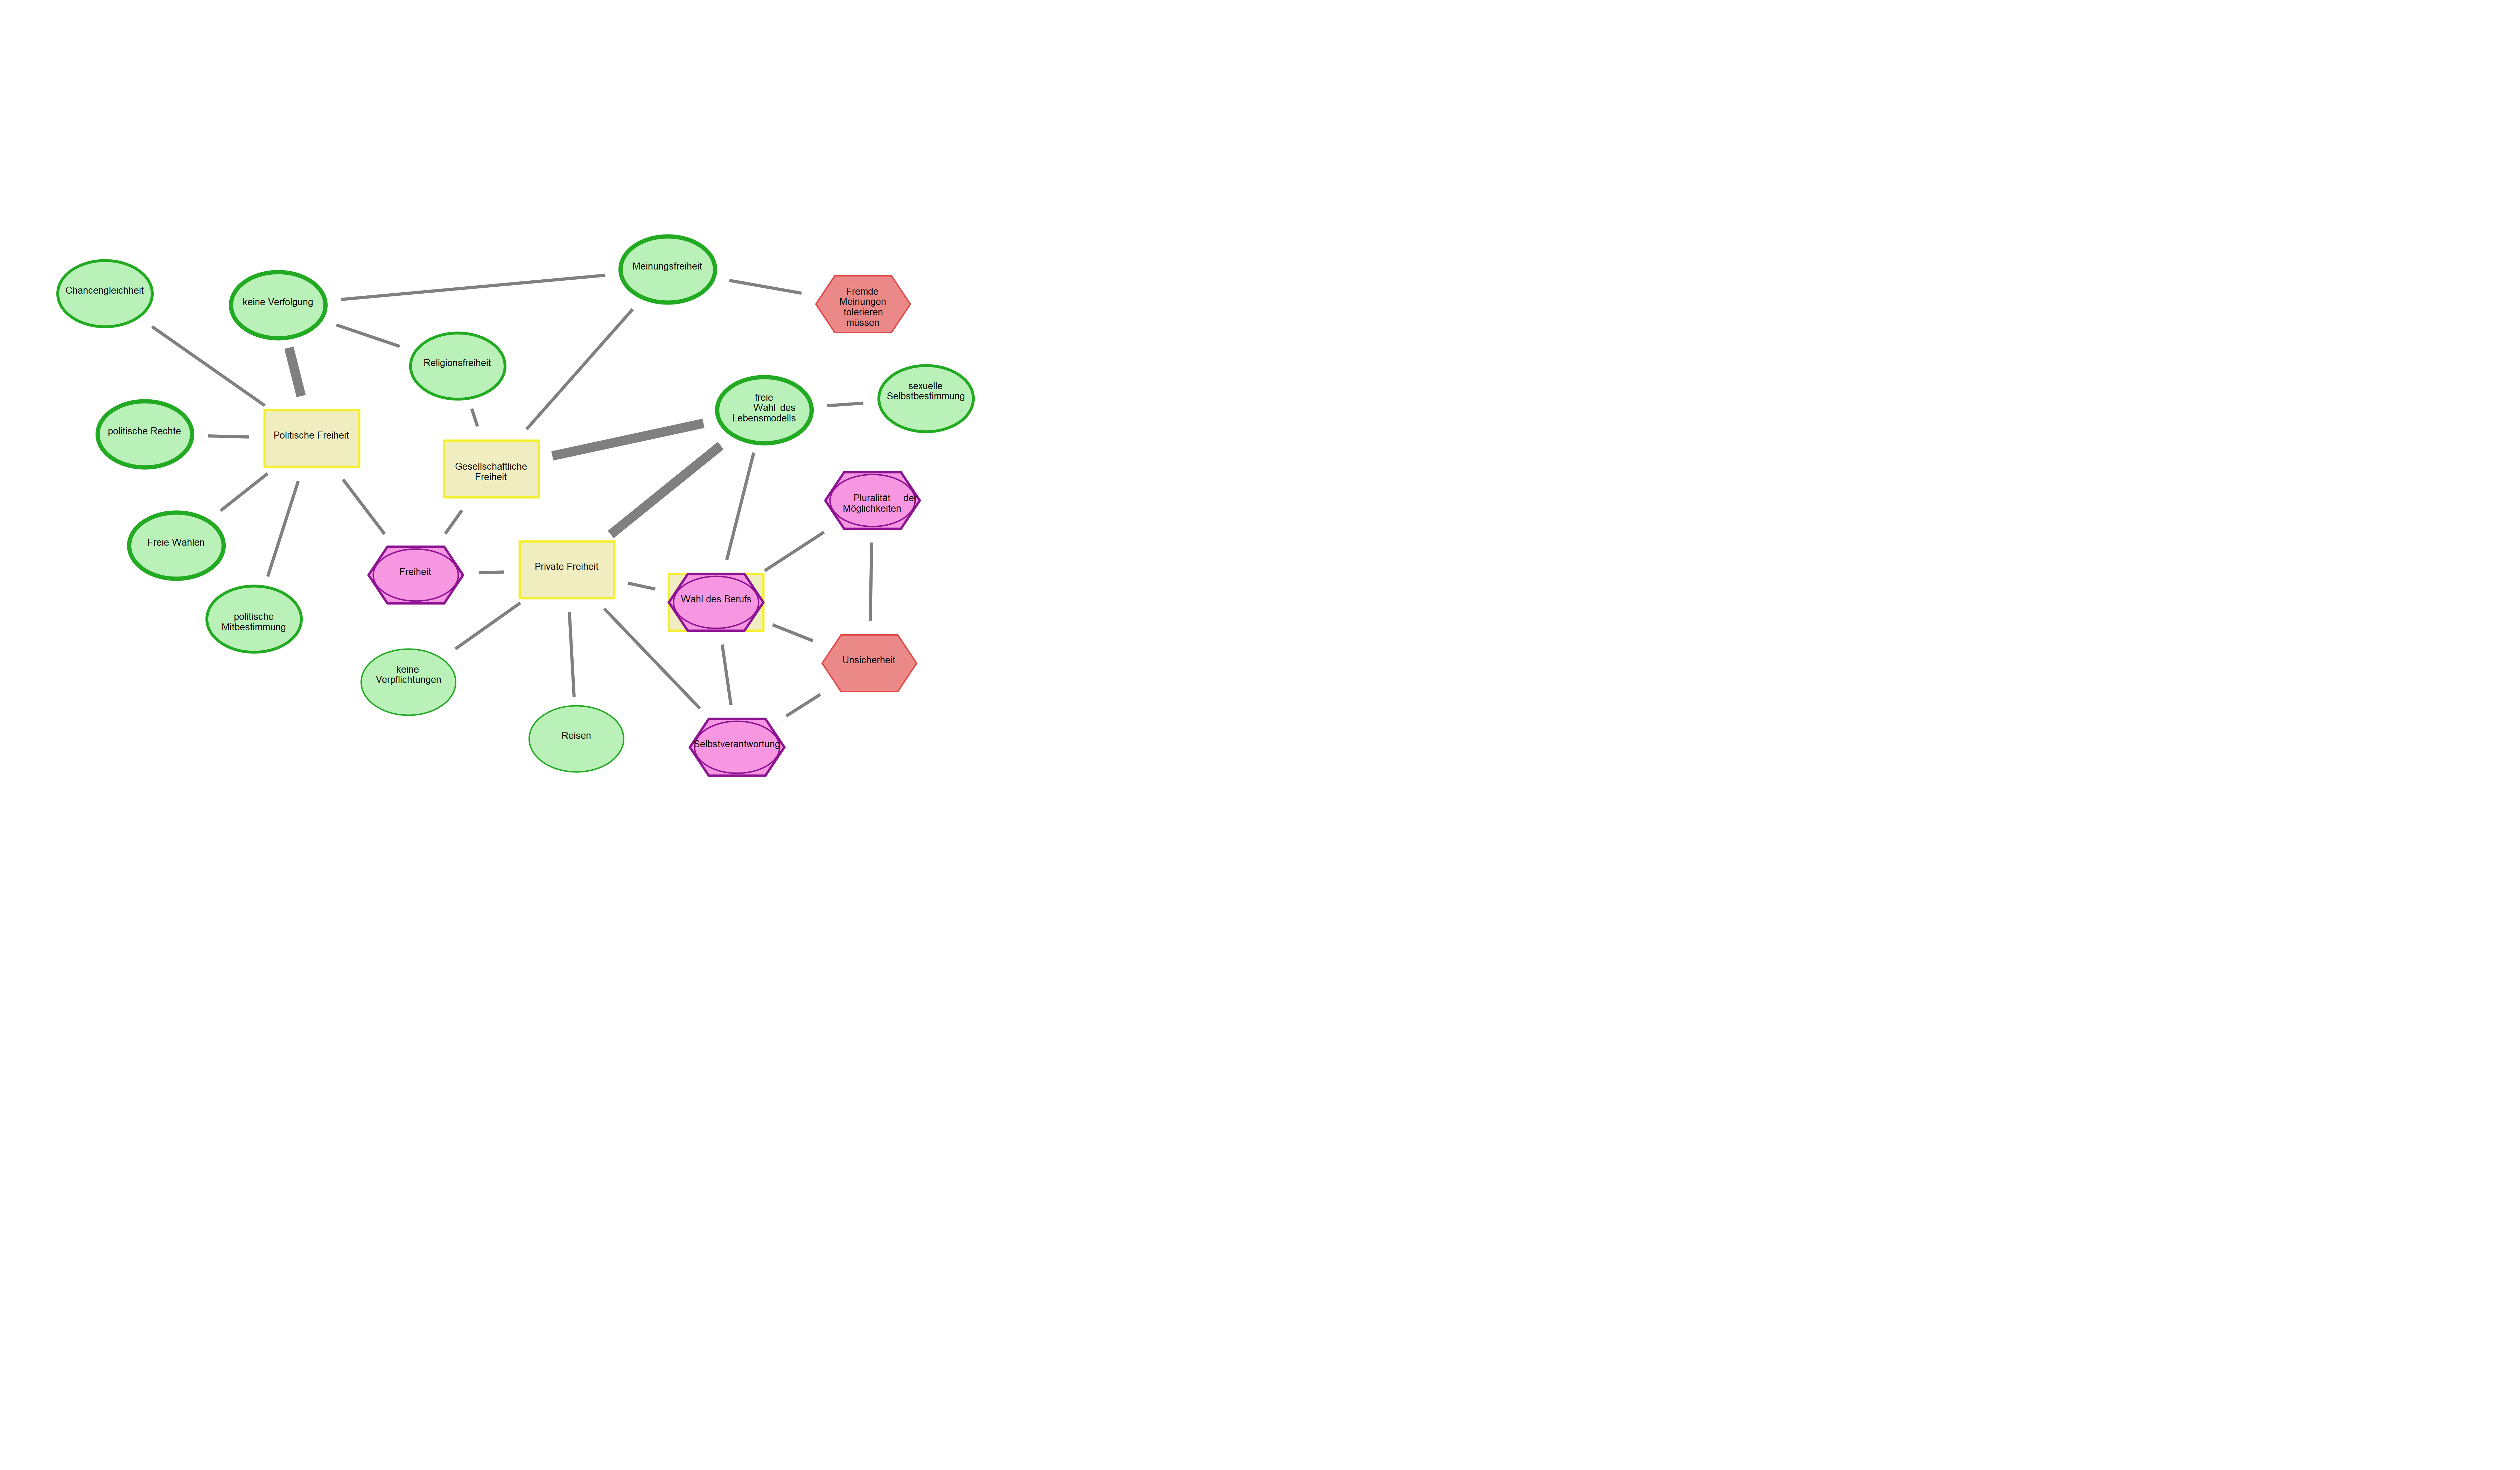 Meinungsfreiheit
Chancengleichheit
keine Verfolgung
Fremde
Meinungen
tolerieren
müssen
Religionsfreiheit
sexuelle
Selbstbestimmung
freie
Wahl des
Lebensmodells
politische Rechte
Politische Freiheit
Gesellschaftliche
Freiheit
Pluralität der
Möglichkeiten
Freie Wahlen
Freiheit
Private Freiheit
Wahl des Berufs
politische
Mitbestimmung
Unsicherheit
keine
Verpflichtungen
Reisen
Selbstverantwortung